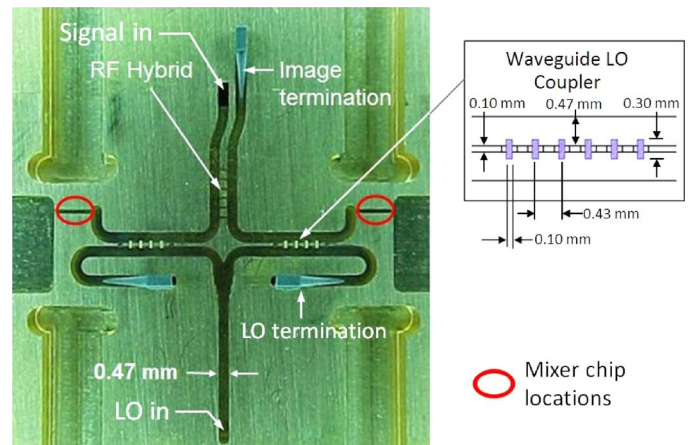 Signal in
RF Hybrid
Image
termination
LO termination
0.47 mm
LO in
Waveguide LO
Coupler
0.10 mm
0.47 mm
0.30 mm
0.43 mm
0.10 mm
Mixer chip
locations